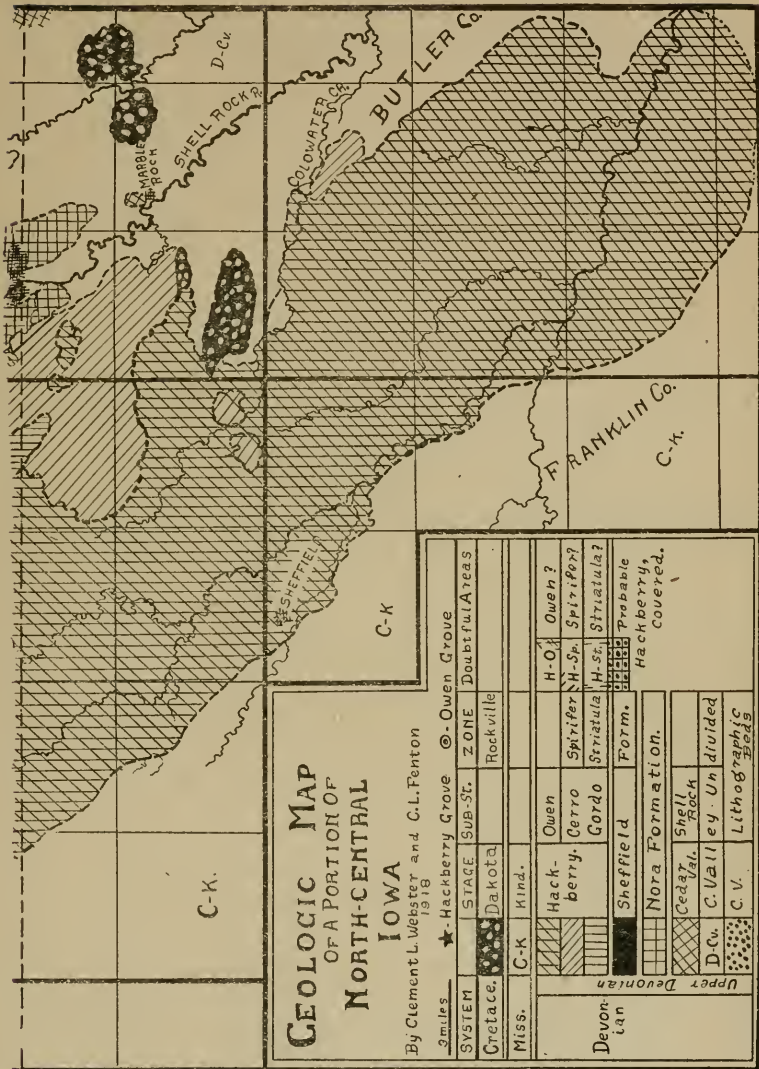 D-Cv.
MARBLE
ROCK
SHELL ROCK R.
COLDWATER CR.
BUTLER Co.
FRANKLIN Co.
C-K.
SHEFFIELD
C-K
C-K.
GEOLOGIC MAP
OF A PORTION OF
NORTH-CENTRAL
IOWA
By Clement L. Webster and C.L. Fenton
1918
3 miles ★-Hackberry Grove ⊙-Owen Grove
SYSTEM STAGE SUB-St. ZONE Doubtful Areas
Cretace. Dakota Rockville
Miss. C-K Kind.
Devon-
ian
Hack-
berry.
Owen H-O Owen?
Cerro
Gordo
Spirifer H-Sp. Spirifer?
Striatula H-St. Striatula?
Sheffield Form. Probable
Hackberry,
covered.
Nora Formation.
Upper Devonian
Cedar
Val.
Shell
Rock
D-Cv. C. Valley-Undivided
C.V. Lithographic
Beds